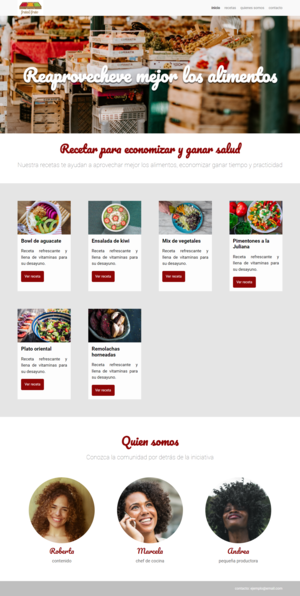 inicio recetas quienes somos contacto
Reaprovecheve mejor los alimentos
Recetar para economizar y ganar salud
Nuestra recetas te ayudan a aprovechar mejor los alimentos, economizar ganar tiempo y practicidad
Bowl de aguacate
Receta refrescante y
llena de vitaminas para
su desayuno.
Ver receta
Ensalada de kiwi
Receta refrescante y
llena de vitaminas para
su desayuno.
Ver receta
Mix de vegetales
Receta refrescante y
llena de vitaminas para
su desayuno.
Ver receta
Pimentones a la
Juliana
Receta refrescante y
llena de vitaminas para
su desayuno.
Ver receta
Plato oriental
Receta refrescante y
llena de vitaminas para
su desayuno.
Ver receta
Remolachas
horneadas
Receta refrescante y
llena de vitaminas para
su desayuno.
Ver receta
Quien somos
Conozca la comunidad por detrás de la iniciativa
Roberta
contenido
Marcela
chef de cocina
Andrea
pequeña productora